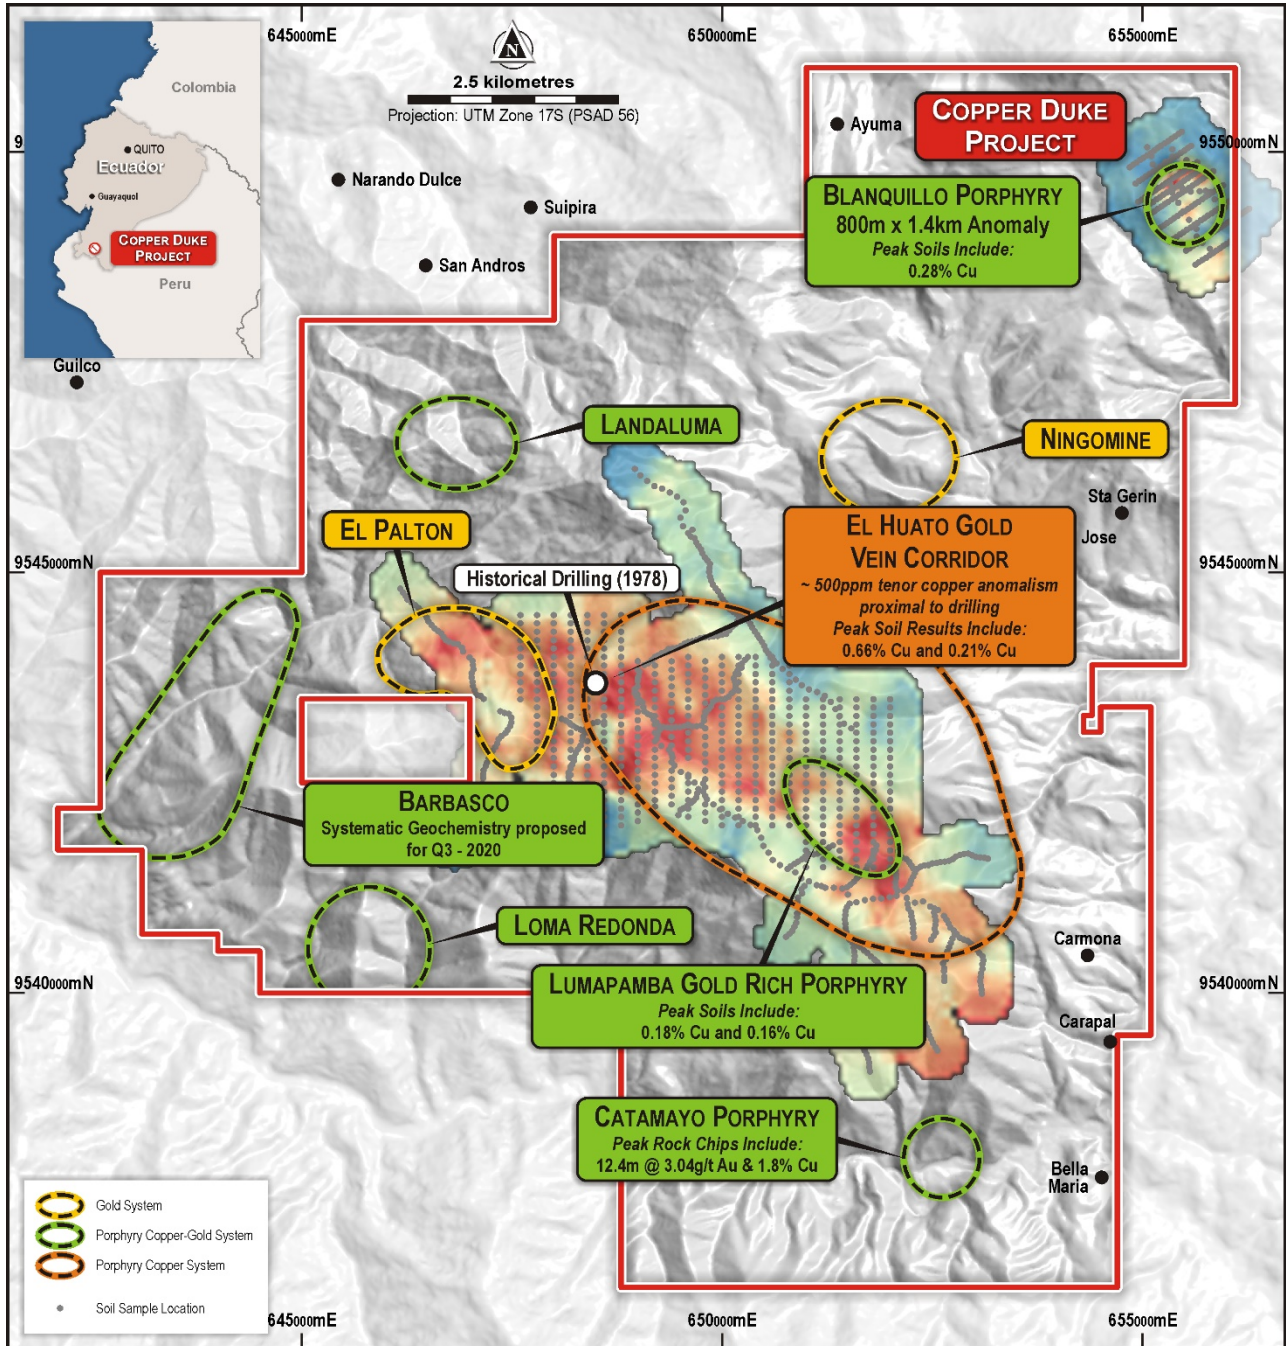 645000mE
650000mE
655000mE
Colombia
QUITO
Ecuador
Guayaquol
COPPER DUKE
PROJECT
Peru
N
2.5 kilometres
Projection: UTM Zone 17S (PSAD 56)
Ayuma
COPPER DUKE
PROJECT
9550000mN
Narando Dulce
Suipira
San Andros
BLANQUILLO PORPHYRY
800m x 1.4km Anomaly
Peak Soils Include:
0.28% Cu
Guilco
LANDALUMA
NINGOMINE
Sta Gerin
Jose
EL PALTON
Historical Drilling (1978)
EL HUATO GOLD
VEIN CORRIDOR
~ 500ppm tenor copper anomalism
proximal to drilling
Peak Soil Results Include:
0.66% Cu and 0.21% Cu
9545000mN
9545000mN
BARBASCO
Systematic Geochemistry proposed
for Q3 - 2020
LOMA REDONDA
Carmona
LUMAPAMBA GOLD RICH PORPHYRY
Peak Soils Include:
0.18% Cu and 0.16% Cu
9540000mN
9540000mN
Carapal
CATAMAYO PORPHYRY
Peak Rock Chips Include:
12.4m @ 3.04g/t Au & 1.8% Cu
Bella
Maria
Gold System
Porphyry Copper-Gold System
Porphyry Copper System
Soil Sample Location
645000mE
650000mE
655000mE